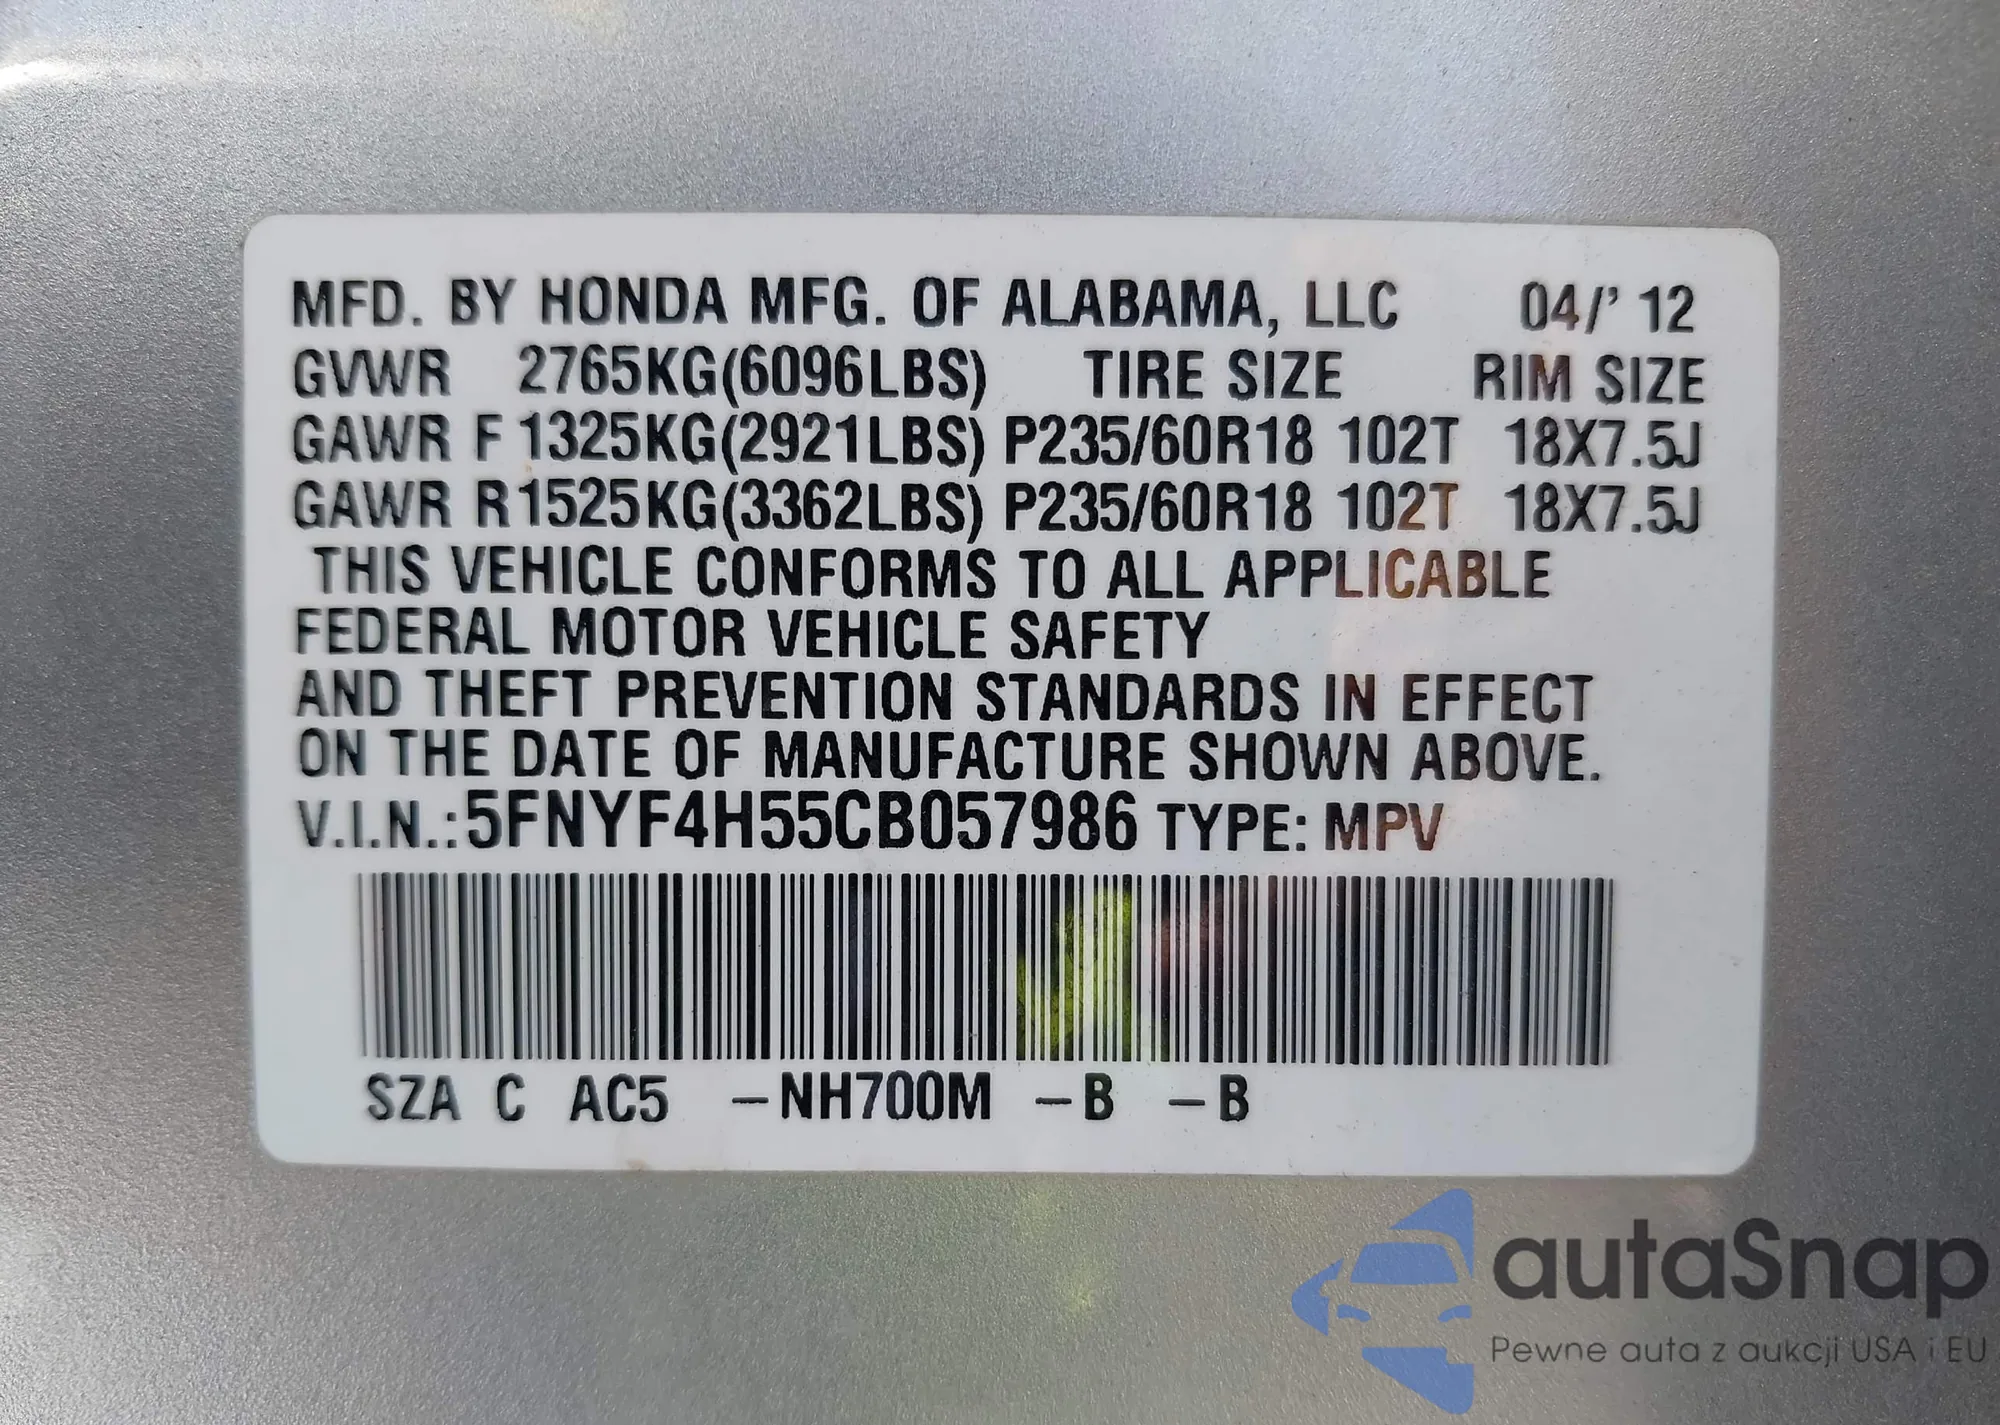 MFD. BY HONDA MFG. OF ALABAMA, LLC 04/' 12
GVWR 2765KG(6096LBS) TIRE SIZE RIM SIZE
GAWR F 1325KG(2921LBS) P235/60R18 102T 18X7.5J
GAWR R 1525KG(3362LBS) P235/60R18 102T 18X7.5J
THIS VEHICLE CONFORMS TO ALL APPLICABLE
FEDERAL MOTOR VEHICLE SAFETY
AND THEFT PREVENTION STANDARDS IN EFFECT
ON THE DATE OF MANUFACTURE SHOWN ABOVE.
V.I.N.:5FNYF4H55CB057986 TYPE: MPV
SZA C AC5 -NH700M -B -B
autaSnap
Pewne auta z aukcji USA i EU